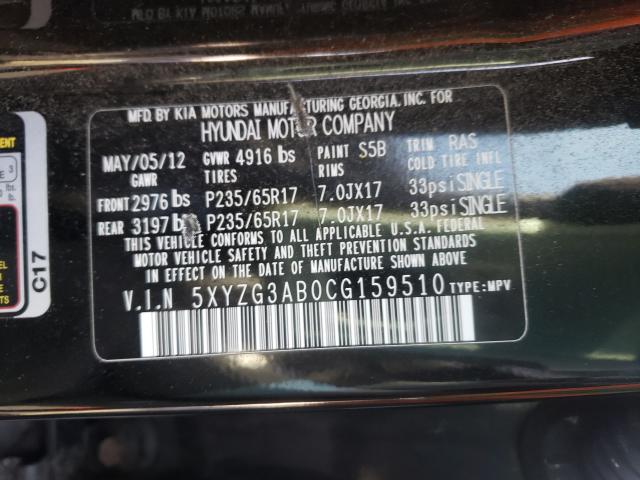 MFD. BY KIA MOTORS MANUFACTURING GEORGIA, INC. FOR
HYUNDAI MOTOR COMPANY
MAY/05/12 GVWR 4916 lbs PAINT S5B TRIM RAS
GAWR TIRES RIMS COLD TIRE INFL
FRONT 2976 lbs P235/65R17 7.0JX17 33psi SINGLE
REAR 3197 lb P235/65R17 7.0JX17 33psi SINGLE
THIS VEHICLE CONFORMS TO ALL APPLICABLE U.S.A. FEDERAL
MOTOR VEHICLE SAFETY AND THEFT PREVENTION STANDARDS
IN EFFECT ON THE DATE OF MANUFACTURE SHOWN ABOVE.
V.I.N 5XYZG3AB0CG159510 TYPE: MPV
C17